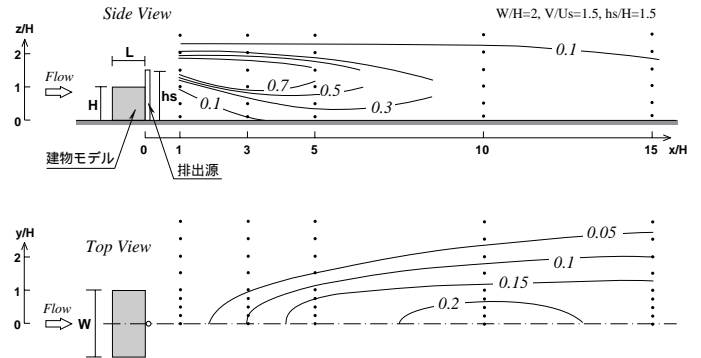 Side View
W/H=2, V/Us=1.5, hs/H=1.5
z/H
2
1
0
Flow
L
H
hs
0.1
0.7
0.5
0.3
0.1
建物モデル
排出源
0 1 3 5 10 15 x/H
y/H
2
1
0
Top View
Flow
W
0.05
0.1
0.15
0.2